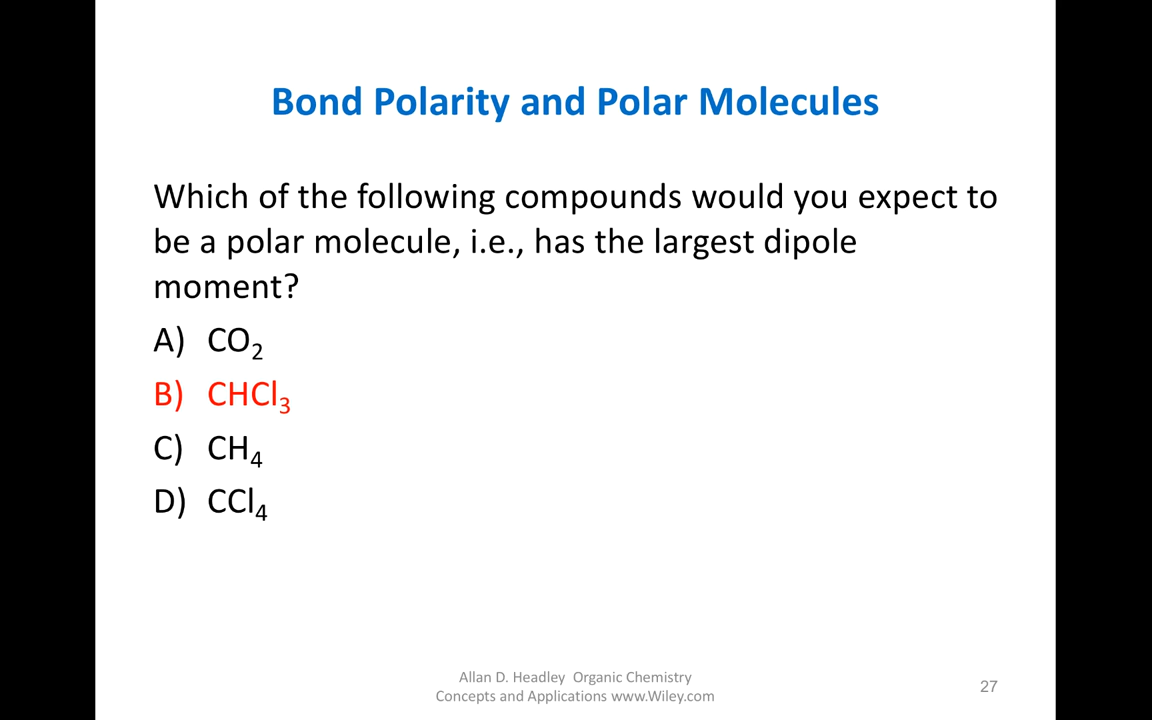 Bond Polarity and Polar Molecules
Which of the following compounds would you expect to
be a polar molecule, i.e., has the largest dipole
moment?
A) CO₂
B) CHCl₃
C) CH₄
D) CCl₄
Allan D. Headley Organic Chemistry
Concepts and Applications www.Wiley.com
27